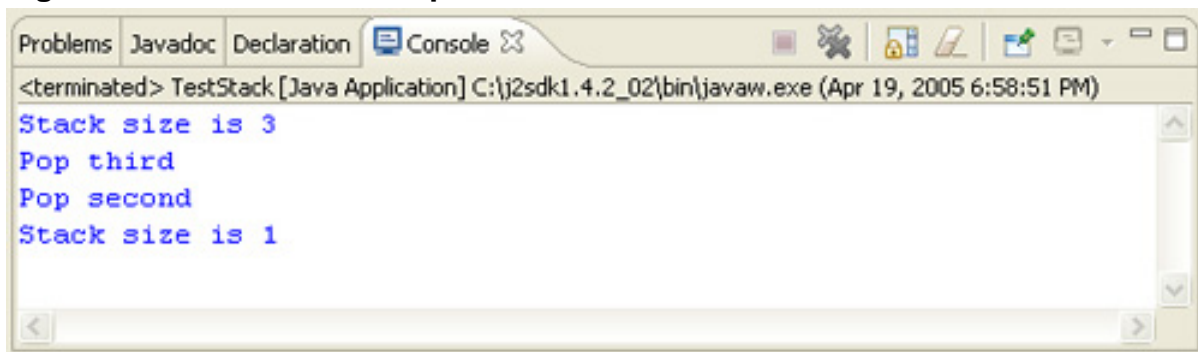 Problems Javadoc Declaration Console
<terminated> TestStack [Java Application] C:\j2sdk1.4.2_02\bin\javaw.exe (Apr 19, 2005 6:58:51 PM)
Stack size is 3
Pop third
Pop second
Stack size is 1